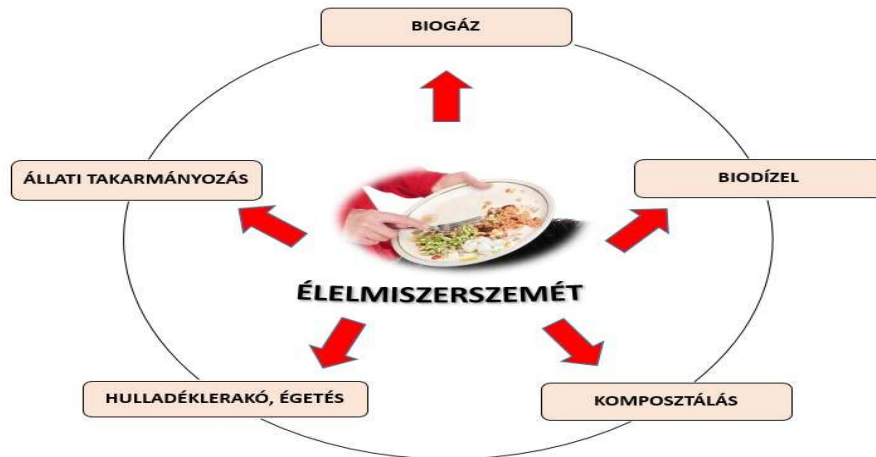 BIOGÁZ
ÁLLATI TAKARMÁNYOZÁS
BIODÍZEL
ÉLELMISZERSZEMÉT
HULLADÉKLERAKÓ, ÉGETÉS
KOMPOSZTÁLÁS